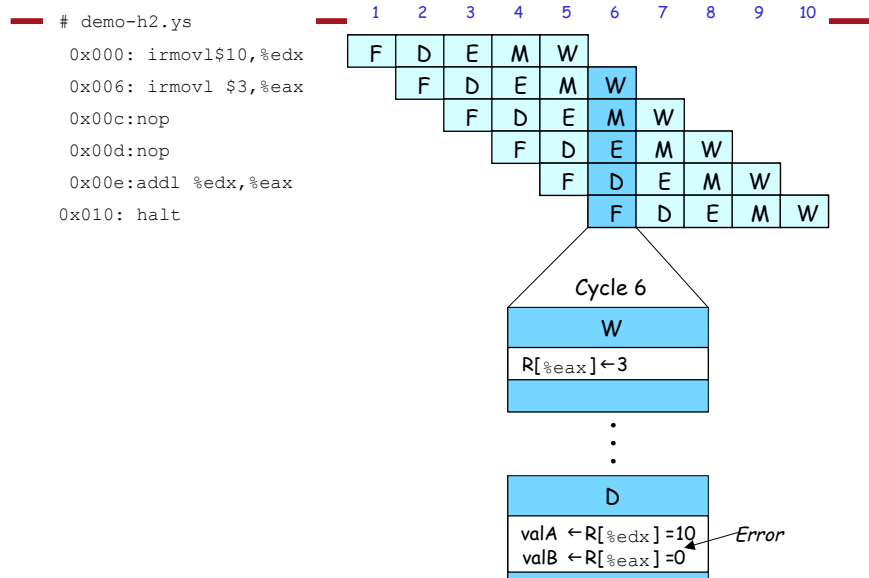 # demo-h2.ys
1 2 3 4 5 6 7 8 9 10
0x000: irmovl$10,%edx
F D E M W
0x006: irmovl $3,%eax
F D E M W
0x00c:nop
F D E M W
0x00d:nop
F D E M W
0x00e:addl %edx,%eax
F D E M W
0x010: halt
F D E M W
Cycle 6
W
R[%eax]←3
D
valA ←R[%edx]=10
Error
valB ←R[%eax]=0